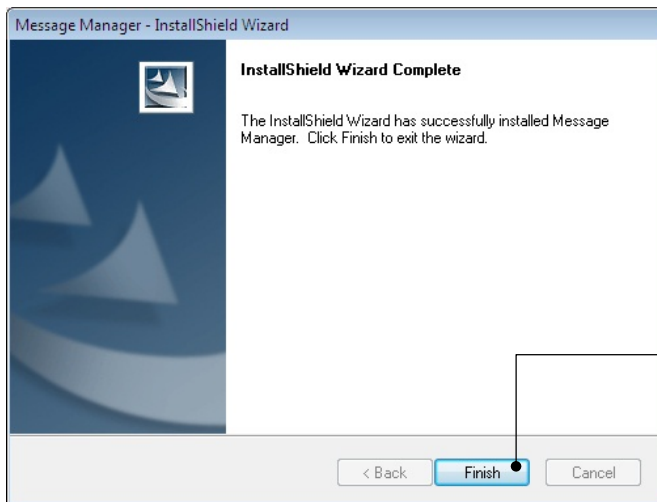 Message Manager - InstallShield Wizard
InstallShield Wizard Complete
The InstallShield Wizard has successfully installed Message
Manager. Click Finish to exit the wizard.
< Back Finish Cancel